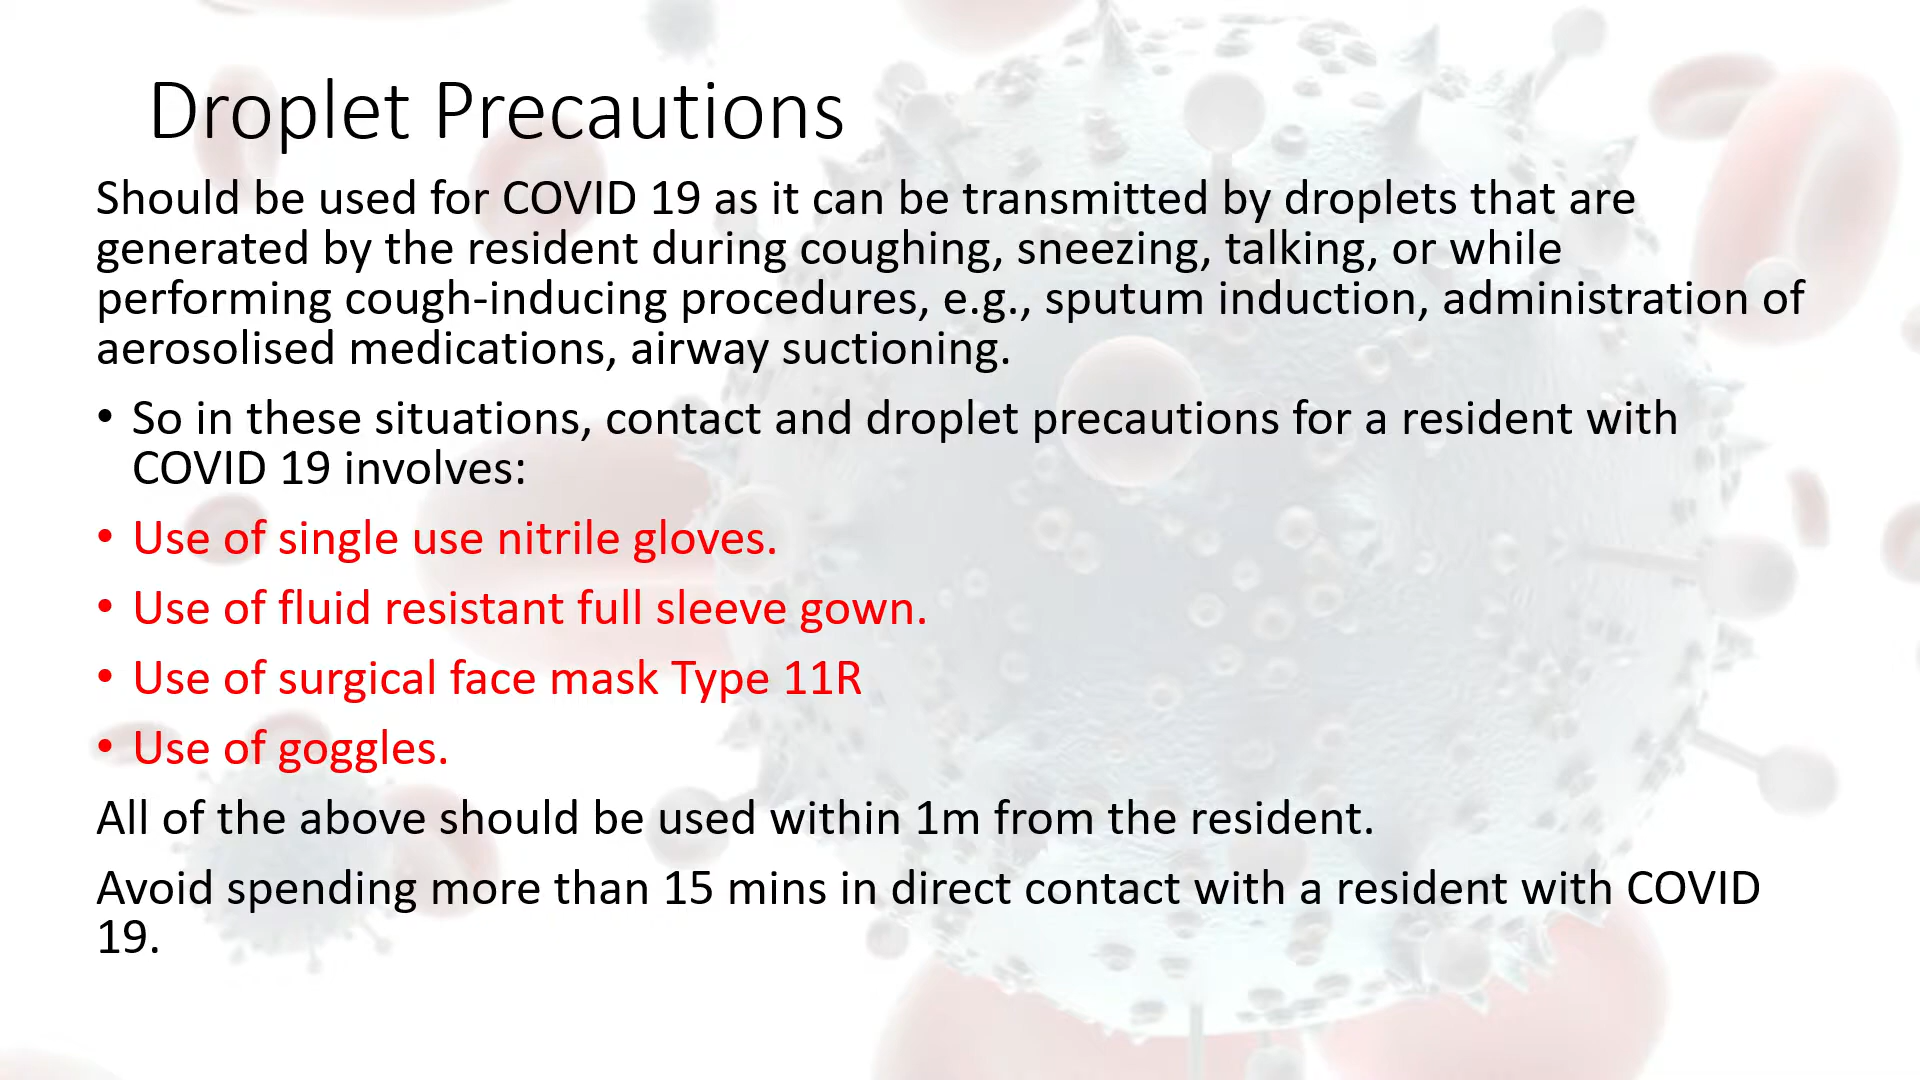 Droplet Precautions
Should be used for COVID 19 as it can be transmitted by droplets that are
generated by the resident during coughing, sneezing, talking, or while
performing cough-inducing procedures, e.g., sputum induction, administration of
aerosolised medications, airway suctioning.
• So in these situations, contact and droplet precautions for a resident with
COVID 19 involves:
• Use of single use nitrile gloves.
• Use of fluid resistant full sleeve gown.
• Use of surgical face mask Type 11R
• Use of goggles.
All of the above should be used within 1m from the resident.
Avoid spending more than 15 mins in direct contact with a resident with COVID
19.